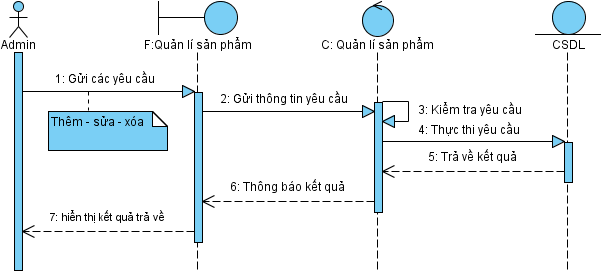 Admin
F:Quản lí sản phẩm
C: Quản lí sản phẩm
CSDL
1: Gửi các yêu cầu
2: Gửi thông tin yêu cầu
3: Kiểm tra yêu cầu
Thêm - sửa - xóa
4: Thực thi yêu cầu
5: Trả về kết quả
6: Thông báo kết quả
7: hiển thị kết quả trả về